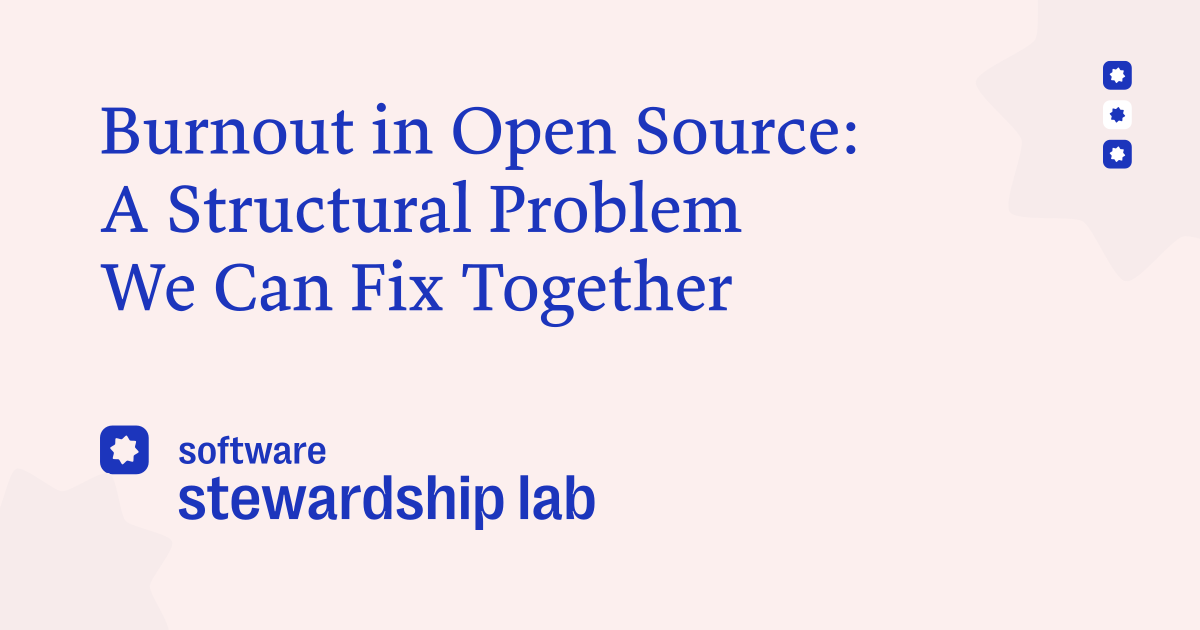 Burnout in Open Source:
A Structural Problem
We Can Fix Together
software
stewardship lab